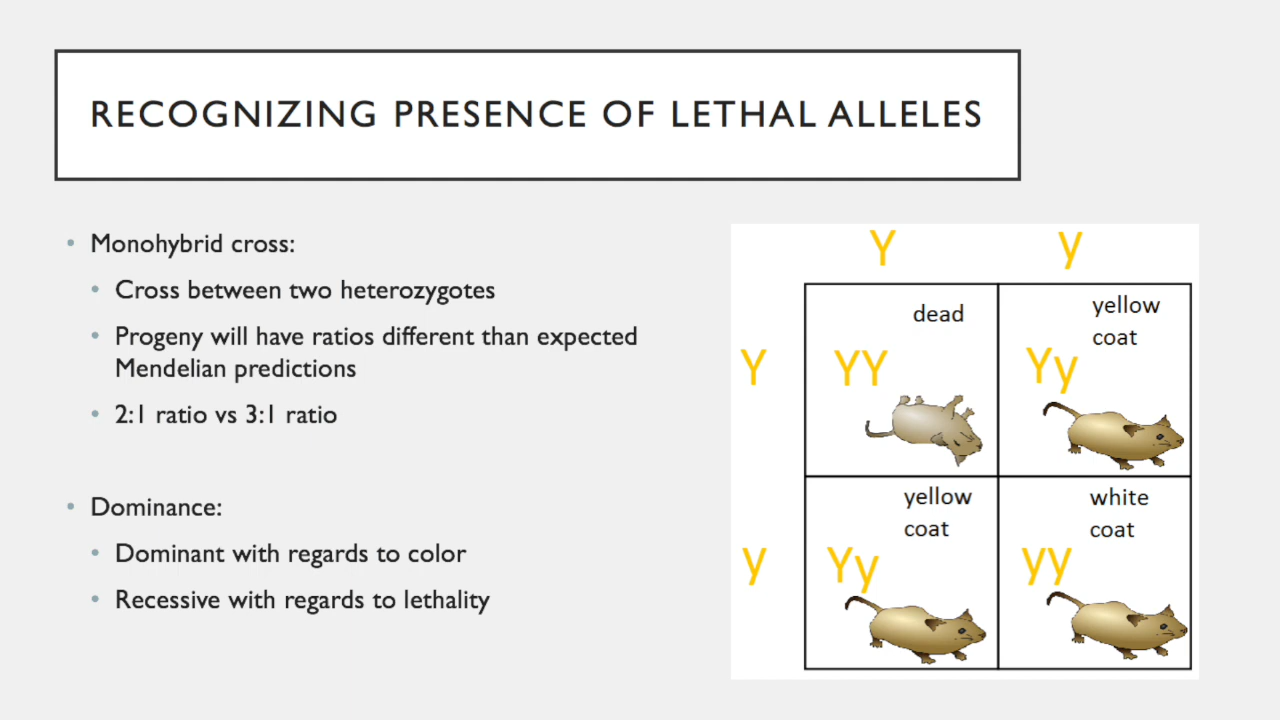 RECOGNIZING PRESENCE OF LETHAL ALLELES
• Monohybrid cross:
• Cross between two heterozygotes
• Progeny will have ratios different than expected
Mendelian predictions
• 2:1 ratio vs 3:1 ratio
• Dominance:
• Dominant with regards to color
• Recessive with regards to lethality
Y y
Y
dead
YY
yellow
coat
Yy
y
yellow
coat
Yy
white
coat
yy